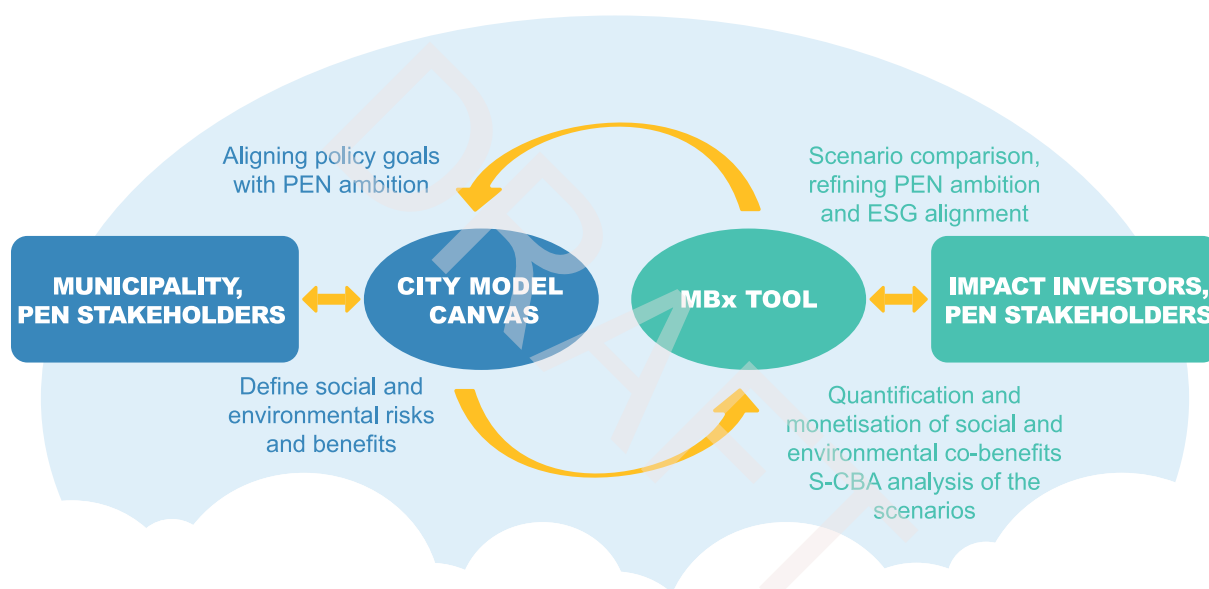 Aligning policy goals
with PEN ambition
Scenario comparison,
refining PEN ambition
and ESG alignment
MUNICIPALITY,
PEN STAKEHOLDERS
CITY MODEL
CANVAS
MBx TOOL
IMPACT INVESTORS,
PEN STAKEHOLDERS
Define social and
environmental risks
and benefits
Quantification and
monetisation of social and
environmental co-benefits
S-CBA analysis of the
scenarios
DRAFT